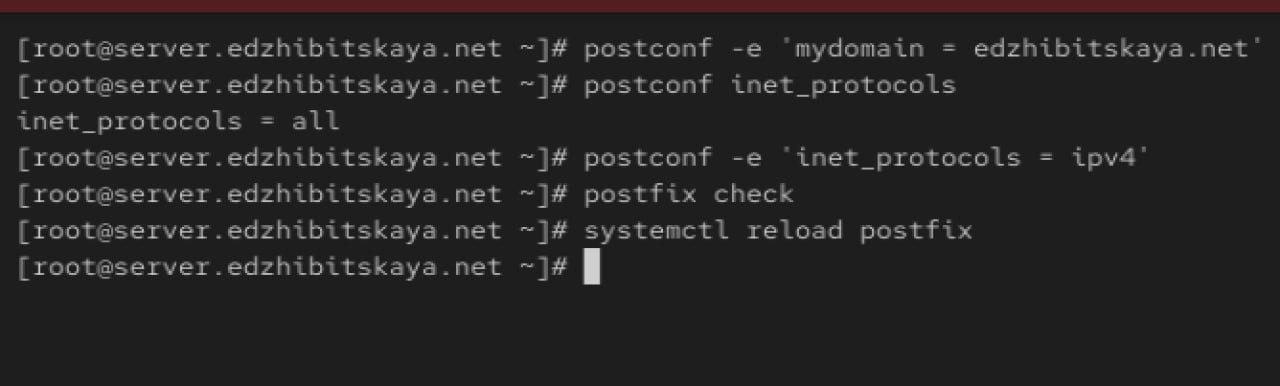 [root@server.edzhibitskaya.net ~]# postconf -e 'mydomain = edzhibitskaya.net'
[root@server.edzhibitskaya.net ~]# postconf inet_protocols
inet_protocols = all
[root@server.edzhibitskaya.net ~]# postconf -e 'inet_protocols = ipv4'
[root@server.edzhibitskaya.net ~]# postfix check
[root@server.edzhibitskaya.net ~]# systemctl reload postfix
[root@server.edzhibitskaya.net ~]#